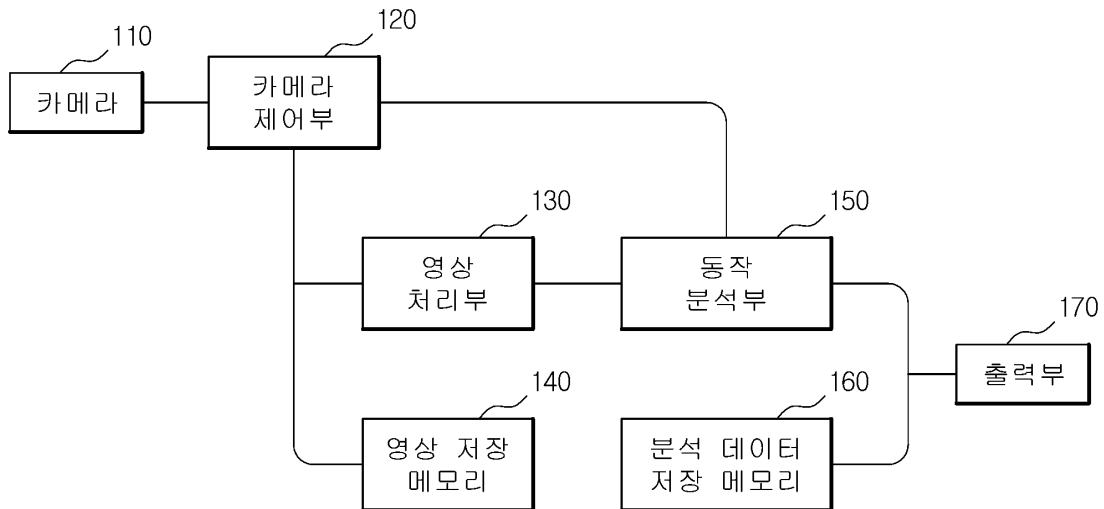 110
카메라
120
카메라
제어부
130
영상
처리부
150
동작
분석부
140
영상 저장
메모리
160
분석 데이터
저장 메모리
170
출력부